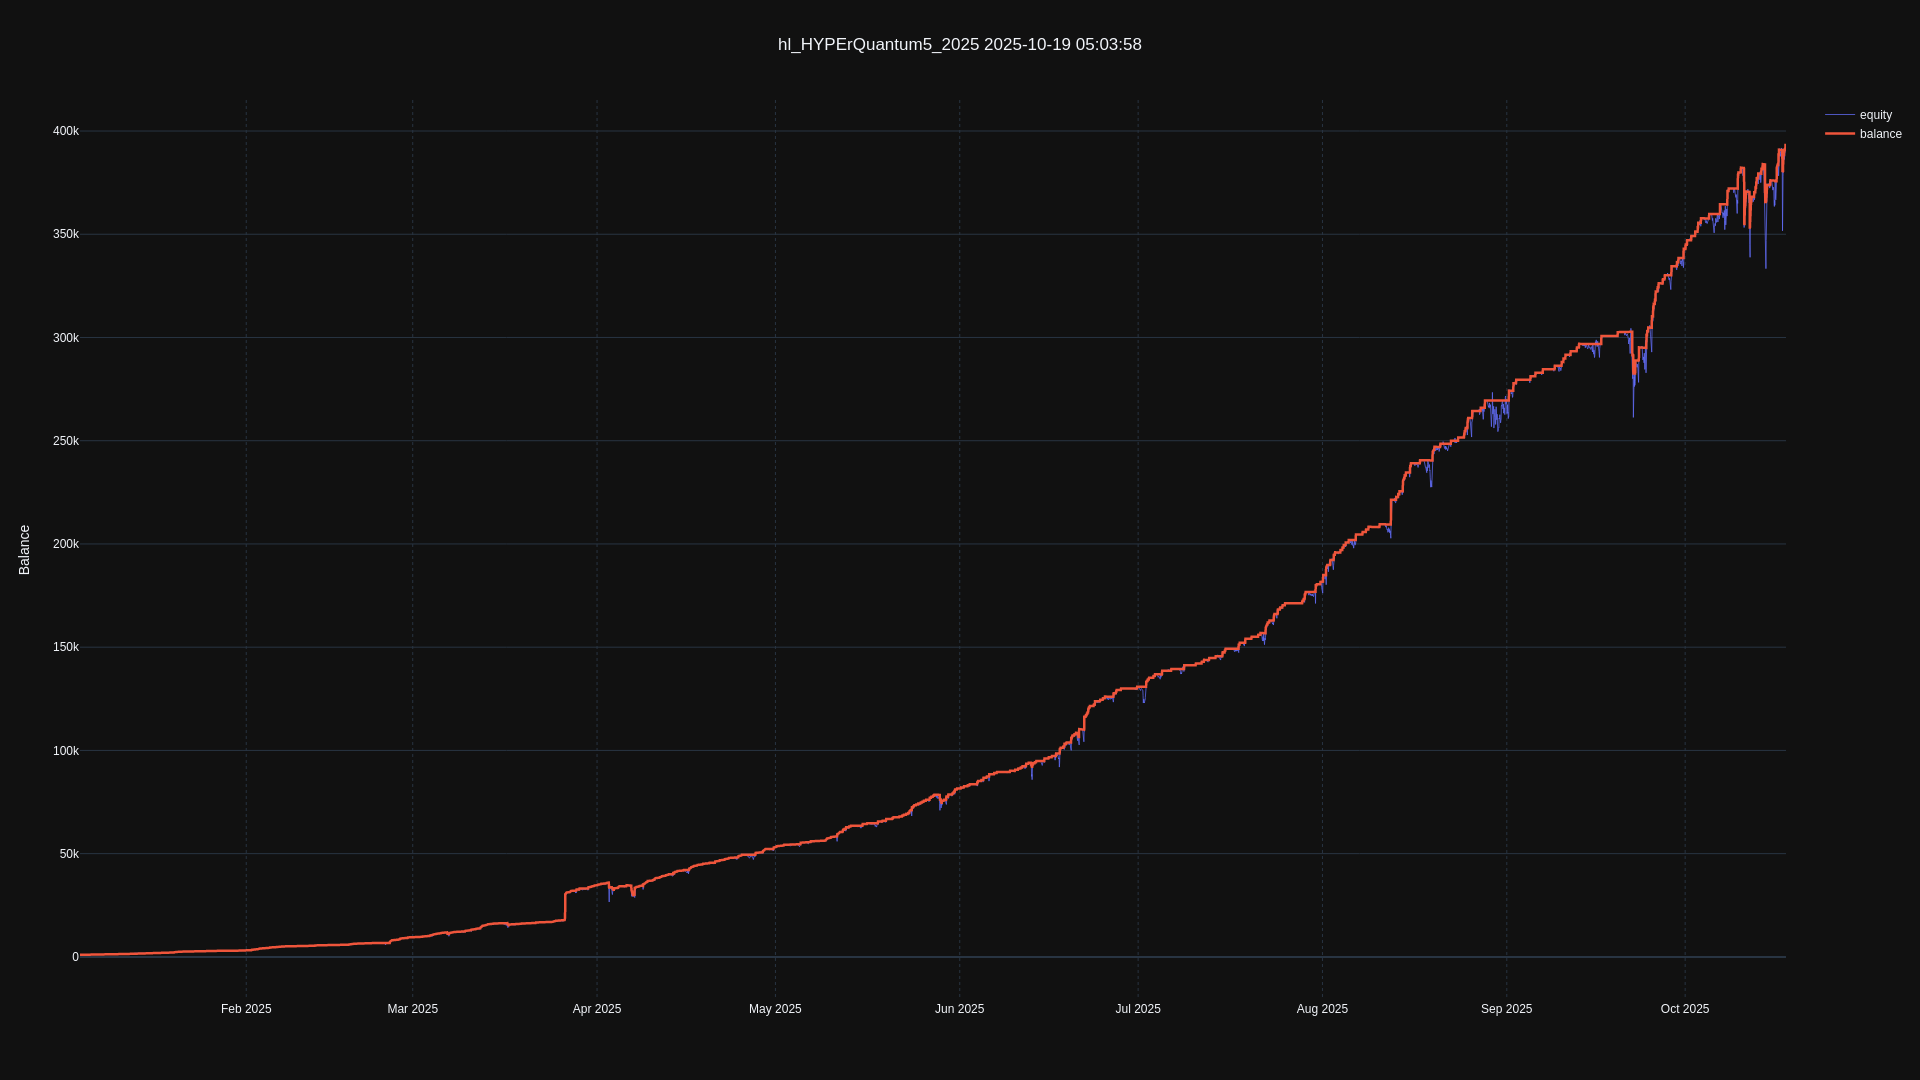 hl_HYPErQuantum5_2025 2025-10-19 05:03:58
equity
balance
400k
350k
300k
250k
200k
150k
100k
50k
0
Balance
Feb 2025
Mar 2025
Apr 2025
May 2025
Jun 2025
Jul 2025
Aug 2025
Sep 2025
Oct 2025